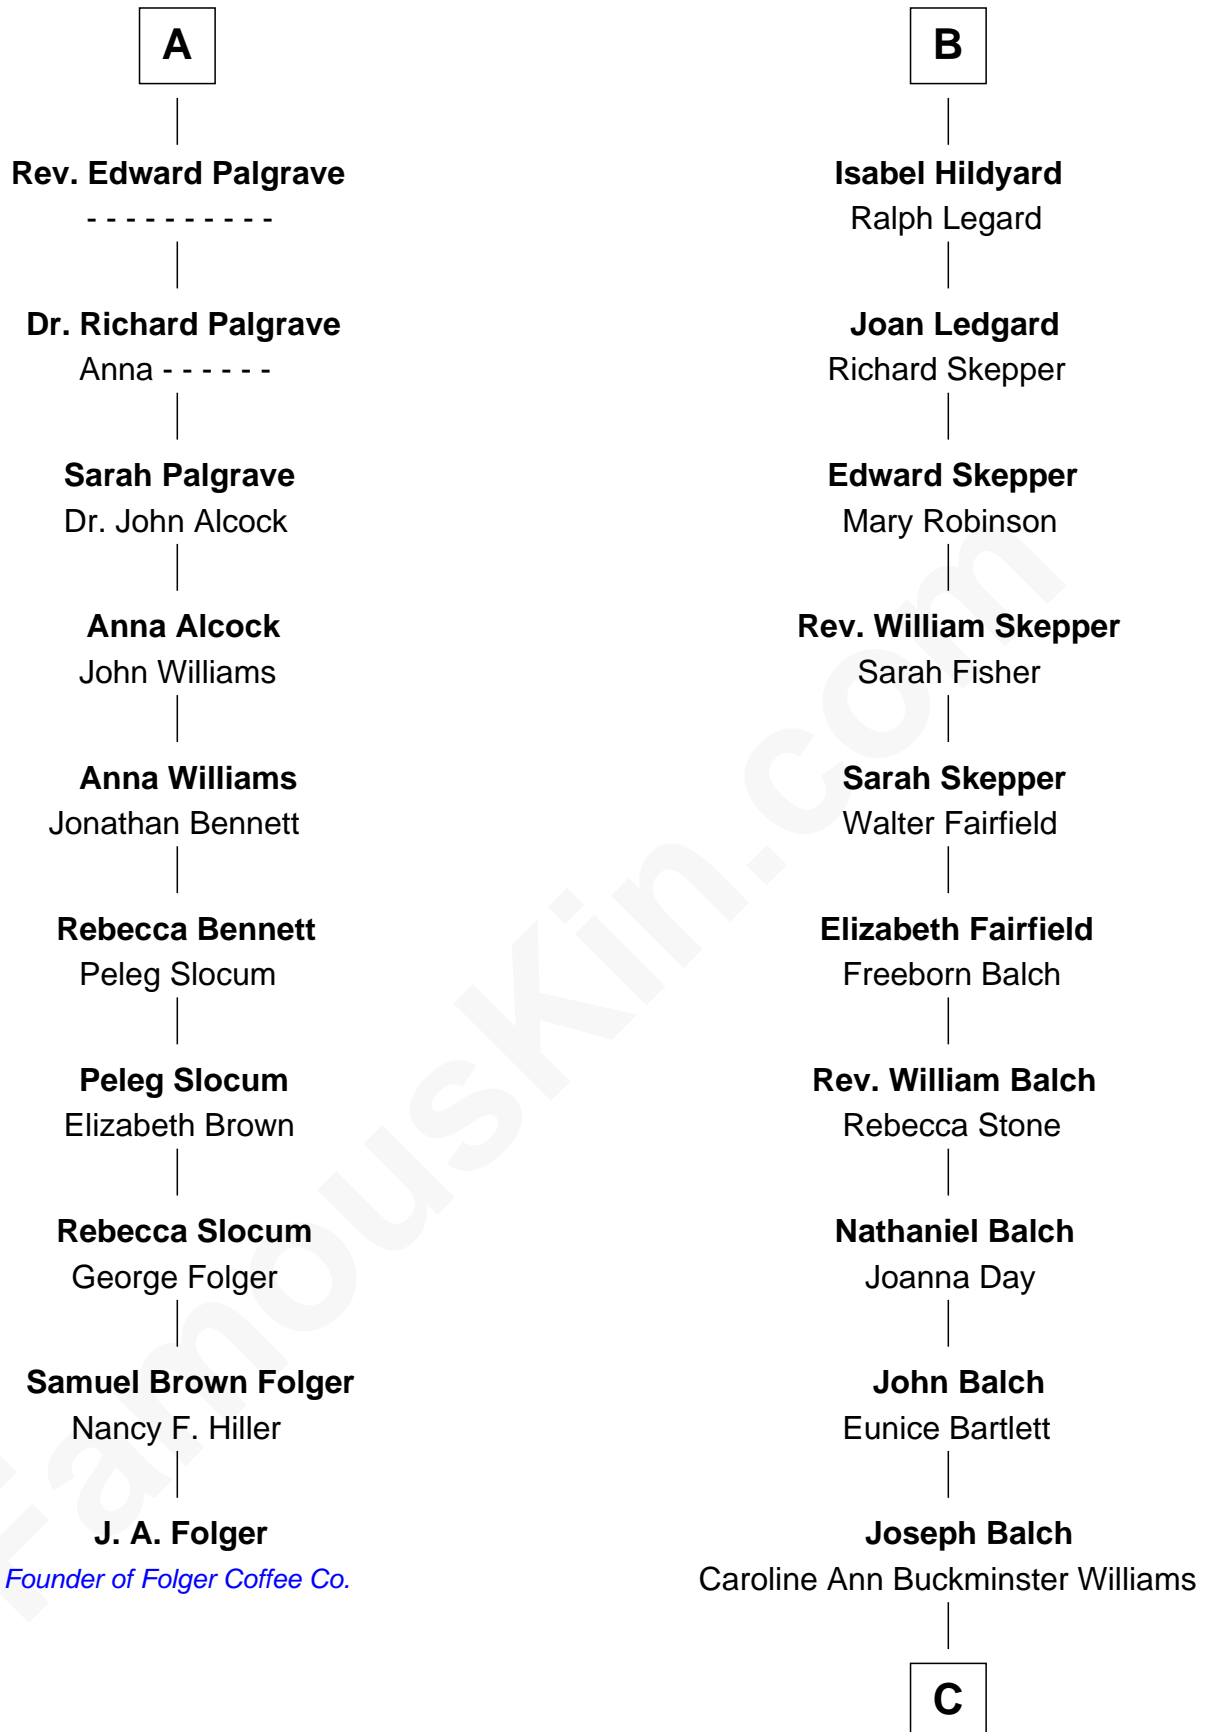 A
Rev. Edward Palgrave
- - - - - - - - - -
Dr. Richard Palgrave
Anna - - - - - -
Sarah Palgrave
Dr. John Alcock
Anna Alcock
John Williams
Anna Williams
Jonathan Bennett
Rebecca Bennett
Peleg Slocum
Peleg Slocum
Elizabeth Brown
Rebecca Slocum
George Folger
Samuel Brown Folger
Nancy F. Hiller
J. A. Folger
Founder of Folger Coffee Co.
B
Isabel Hildyard
Ralph Legard
Joan Ledgard
Richard Skepper
Edward Skepper
Mary Robinson
Rev. William Skepper
Sarah Fisher
Sarah Skepper
Walter Fairfield
Elizabeth Fairfield
Freeborn Balch
Rev. William Balch
Rebecca Stone
Nathaniel Balch
Joanna Day
John Balch
Eunice Bartlett
Joseph Balch
Caroline Ann Buckminster Williams
C
FamousKin.com